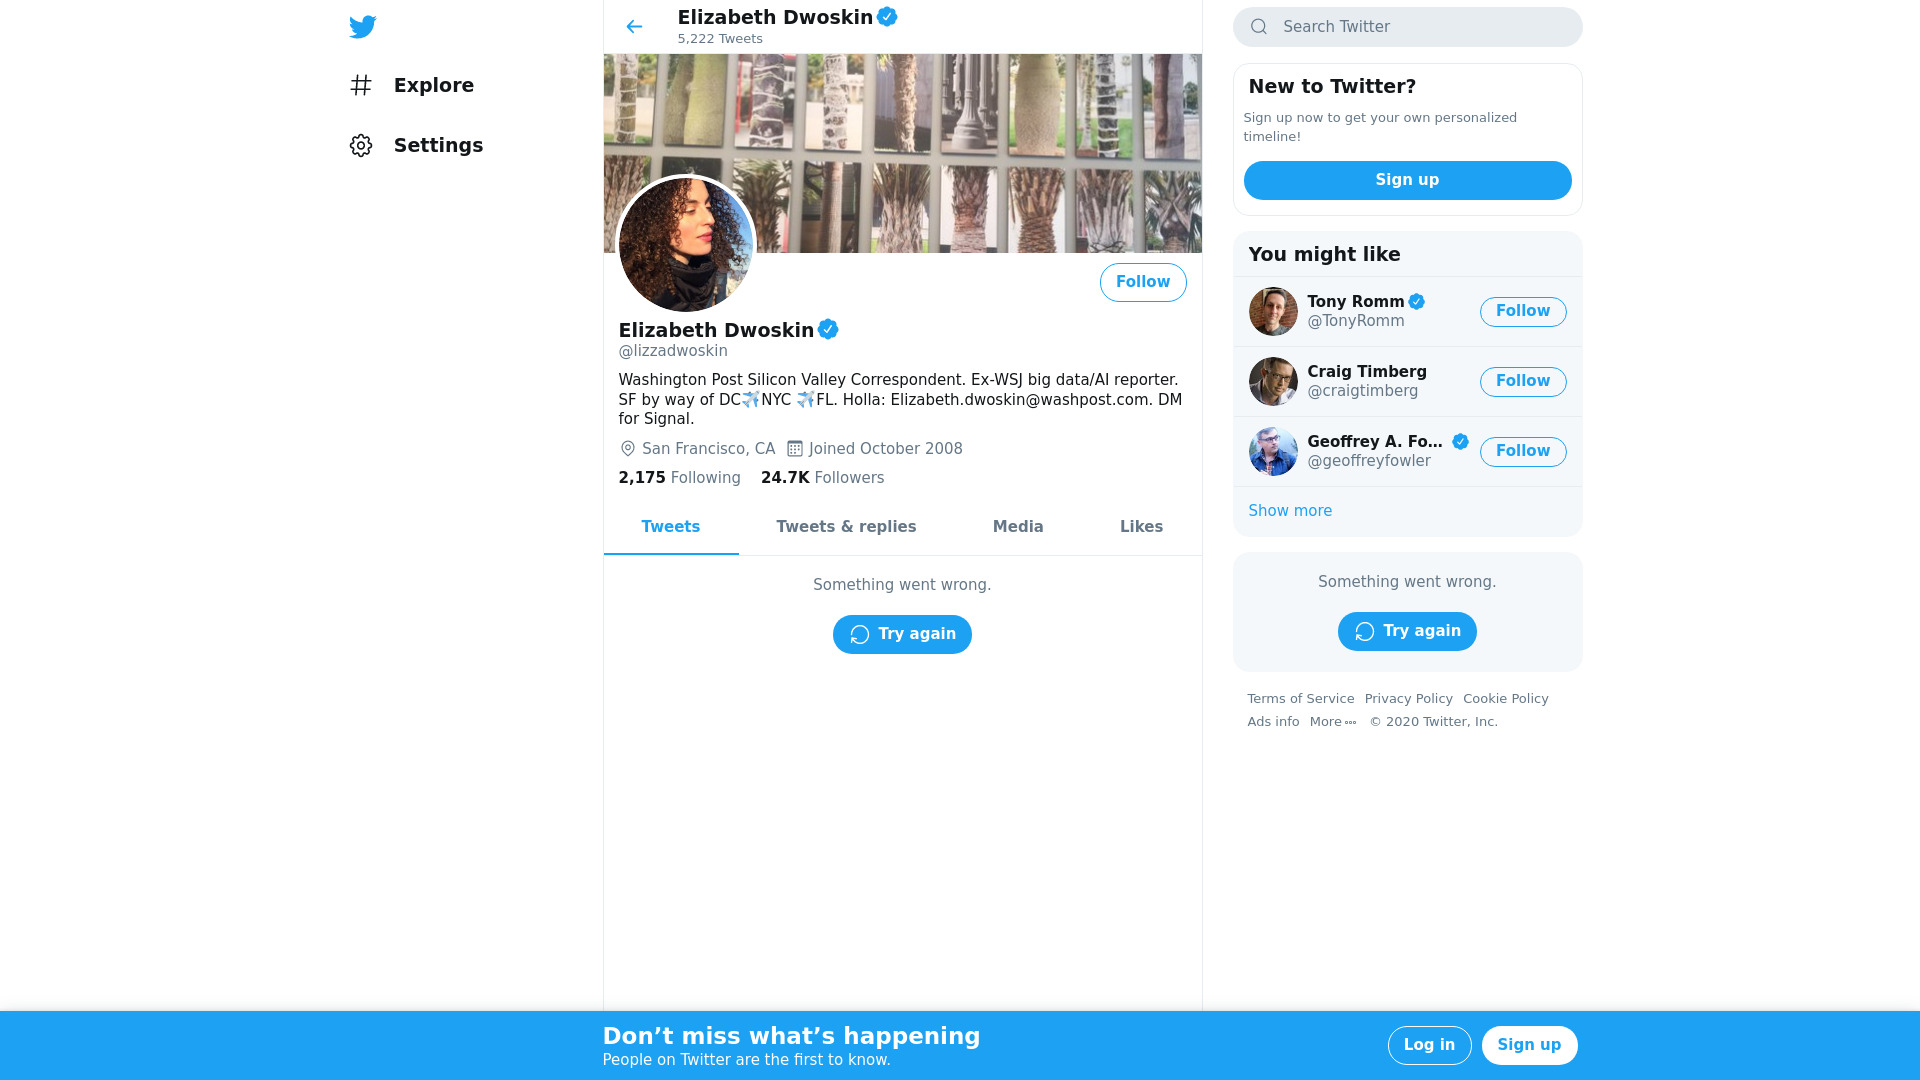 Explore
Settings
Elizabeth Dwoskin
5,222 Tweets
Follow
Elizabeth Dwoskin
@lizzadwoskin
Washington Post Silicon Valley Correspondent. Ex-WSJ big data/AI reporter.
SF by way of DC✈️NYC ✈️FL. Holla: Elizabeth.dwoskin@washpost.com. DM
for Signal.
San Francisco, CA Joined October 2008
2,175 Following 24.7K Followers
Tweets Tweets & replies Media Likes
Something went wrong.
Try again
Search Twitter
New to Twitter?
Sign up now to get your own personalized
timeline!
Sign up
You might like
Tony Romm
@TonyRomm
Follow
Craig Timberg
@craigtimberg
Follow
Geoffrey A. Fo...
@geoffreyfowler
Follow
Show more
Something went wrong.
Try again
Terms of Service Privacy Policy Cookie Policy
Ads info More © 2020 Twitter, Inc.
Don’t miss what’s happening
People on Twitter are the first to know.
Log in Sign up